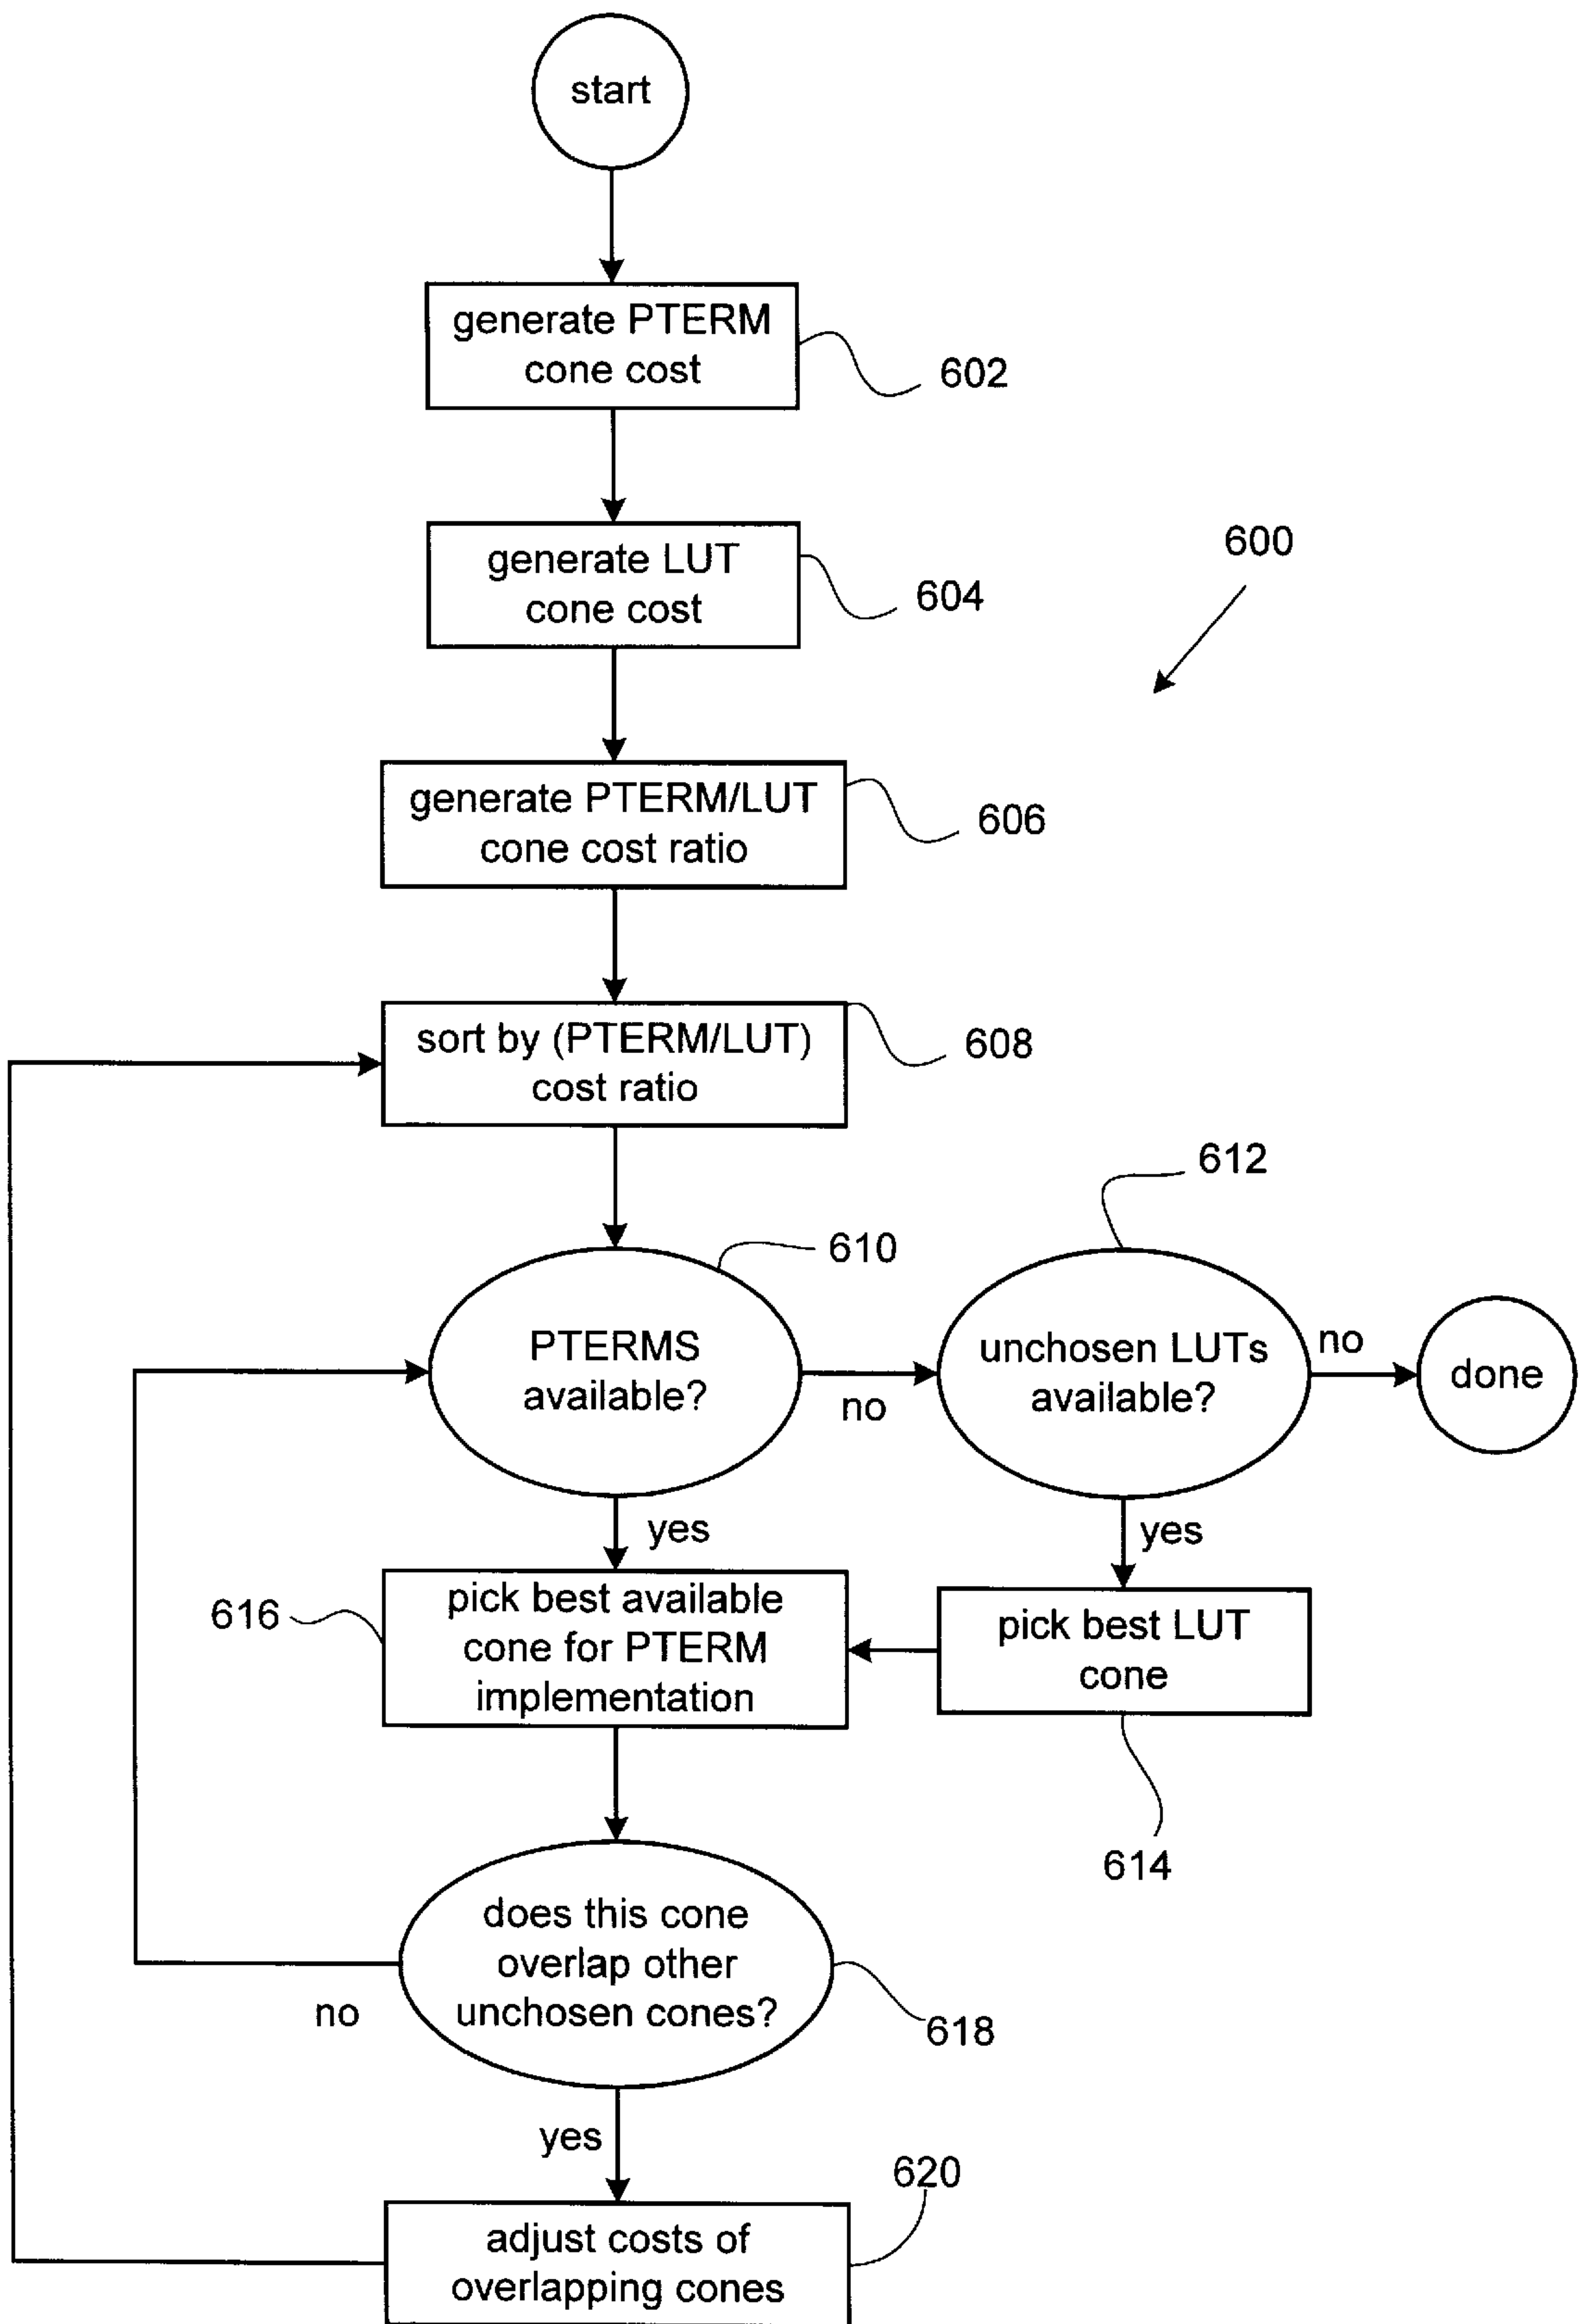 start
generate PTERM
cone cost
602
generate LUT
cone cost
604
600
generate PTERM/LUT
cone cost ratio
606
sort by (PTERM/LUT)
cost ratio
608
612
610
PTERMS
available?
no
unchosen LUTs
available?
no
done
yes
yes
616
pick best available
cone for PTERM
implementation
pick best LUT
cone
614
does this cone
overlap other
unchosen cones?
no
618
yes
620
adjust costs of
overlapping cones